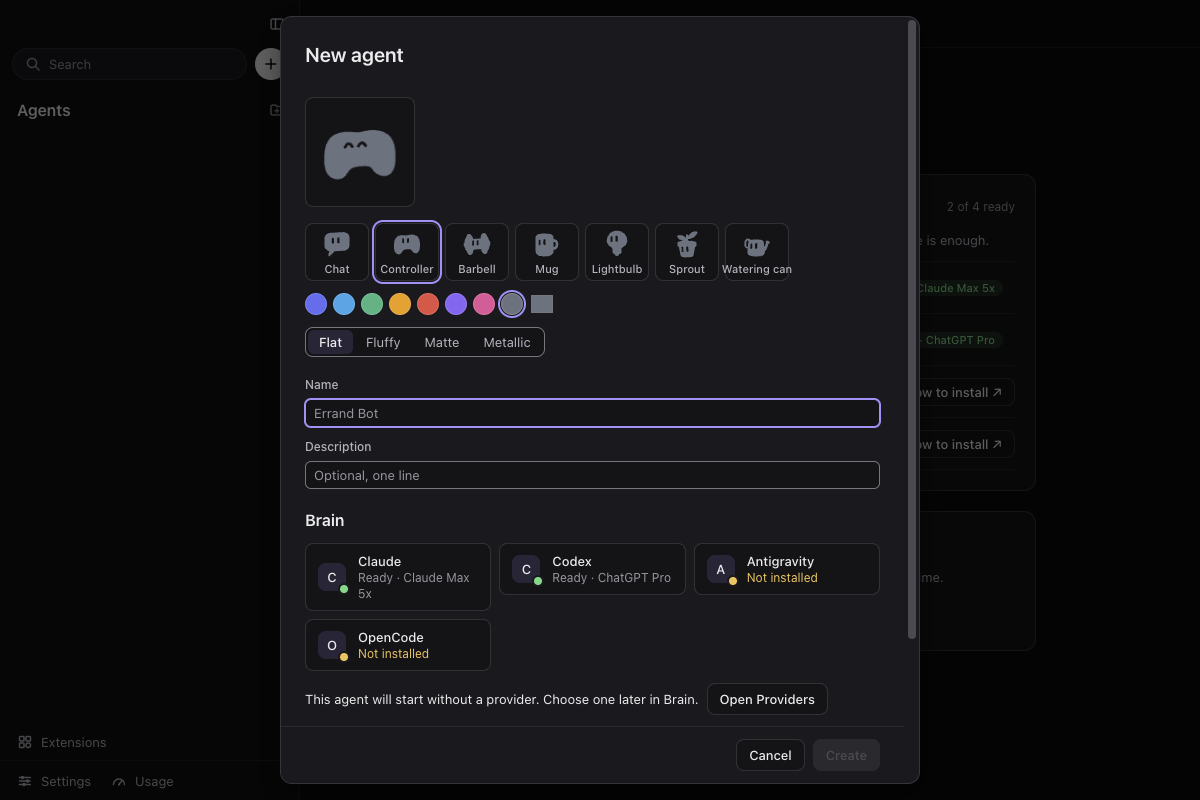 New agent
Search
Agents
Chat
Controller
Barbell
Mug
Lightbulb
Sprout
Watering can
Flat
Fluffy
Matte
Metallic
Name
Errand Bot
Description
Optional, one line
Brain
C
Claude
Ready · Claude Max
5x
C
Codex
Ready · ChatGPT Pro
A
Antigravity
Not installed
O
OpenCode
Not installed
This agent will start without a provider. Choose one later in Brain.
Open Providers
Cancel
Create
2 of 4 ready
is enough.
Claude Max 5x
· ChatGPT Pro
to install
to install
Extensions
Settings
Usage